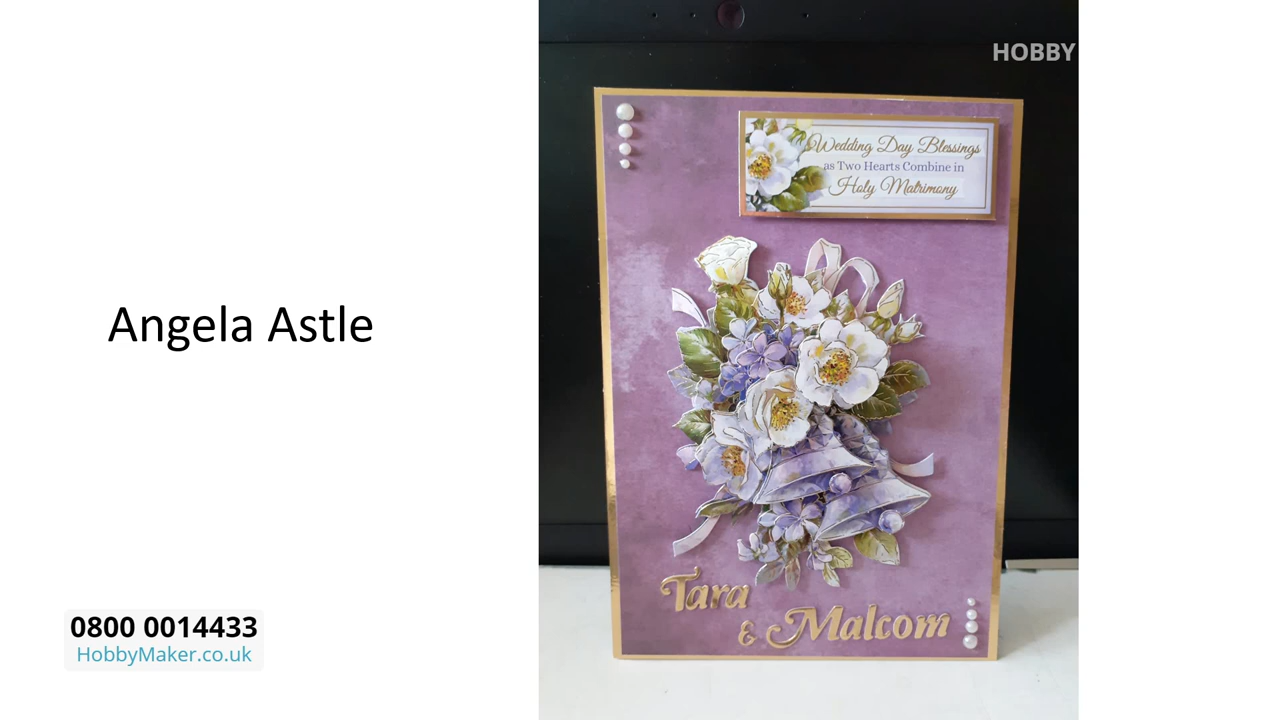 HOBBY
Wedding Day Blessings
as Two Hearts Combine in
Holy Matrimony
Angela Astle
Tara
& Malcom
0800 0014433
HobbyMaker.co.uk